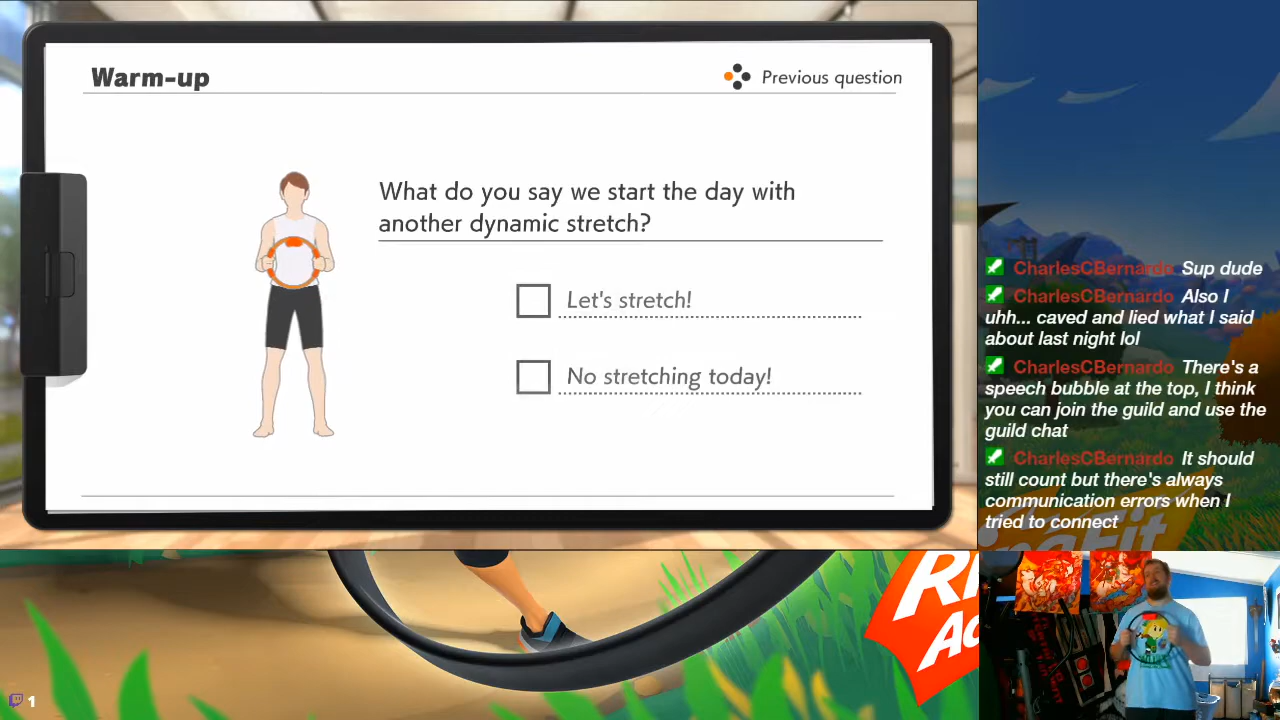 Warm-up
Previous question
What do you say we start the day with
another dynamic stretch?
Let's stretch!
No stretching today!
CharlesCBernardo Sup dude
CharlesCBernardo Also I
uhh... caved and lied what I said
about last night lol
CharlesCBernardo There's a
speech bubble at the top, I think
you can join the guild and use the
guild chat
CharlesCBernardo It should
still count but there's always
communication errors when I
tried to connect
1